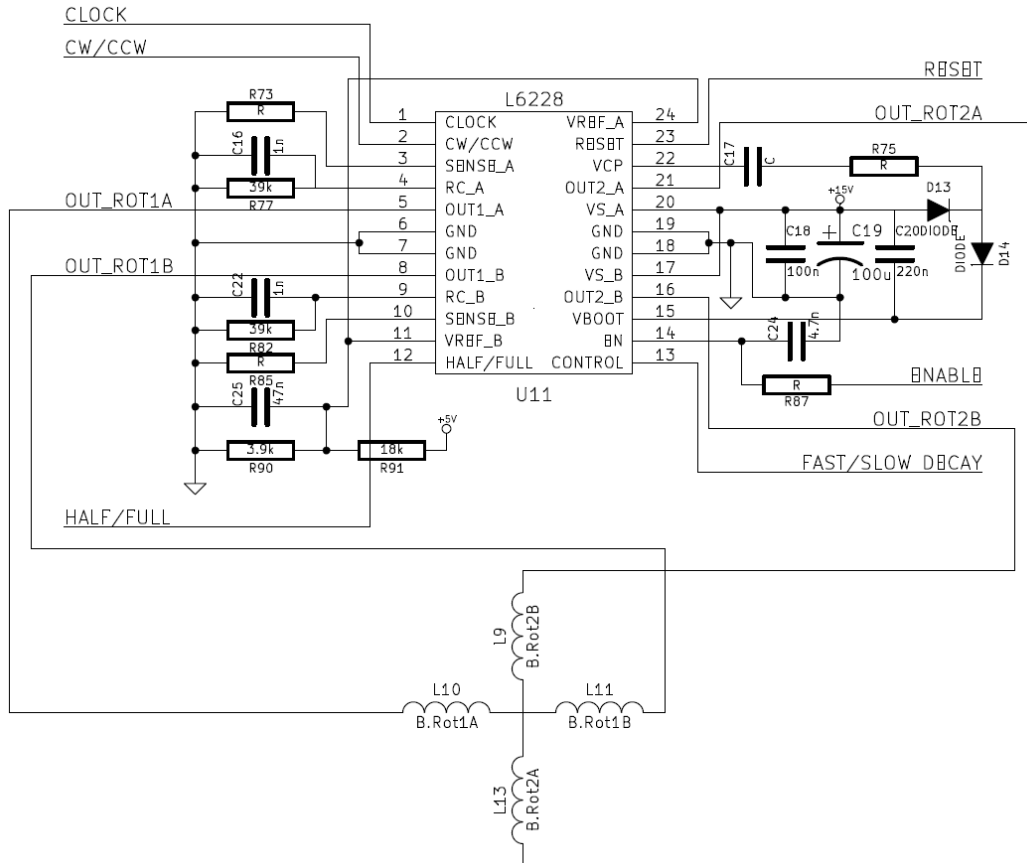 CLOCK
CW/CCW
RESET
OUT_ROT2A
L6228
U11
1 CLOCK
2 CW/CCW
3 SENSE_A
4 RC_A
5 OUT1_A
6 GND
7 GND
8 OUT1_B
9 RC_B
10 SENSE_B
11 VREF_B
12 HALF/FULL
VREF_A 24
RESET 23
VCP 22
OUT2_A 21
VS_A 20
GND 19
GND 18
VS_B 17
OUT2_B 16
VBOOT 15
EN 14
CONTROL 13
R73
R
C16
1n
39k
R77
OUT_ROT1A
OUT_ROT1B
C22
1n
39k
R82
R
R85
C25
47n
3.9k
R90
18k
R91
+5V
HALF/FULL
C17
C
R75
R
+15V
D13
DIODE
D14
DIODE
C18
100n
+
C19
100u
C20
220n
C24
4.7n
R
R87
ENABLE
OUT_ROT2B
FAST/SLOW DECAY
L9
B.Rot2B
L10
B.Rot1A
L11
B.Rot1B
L13
B.Rot2A